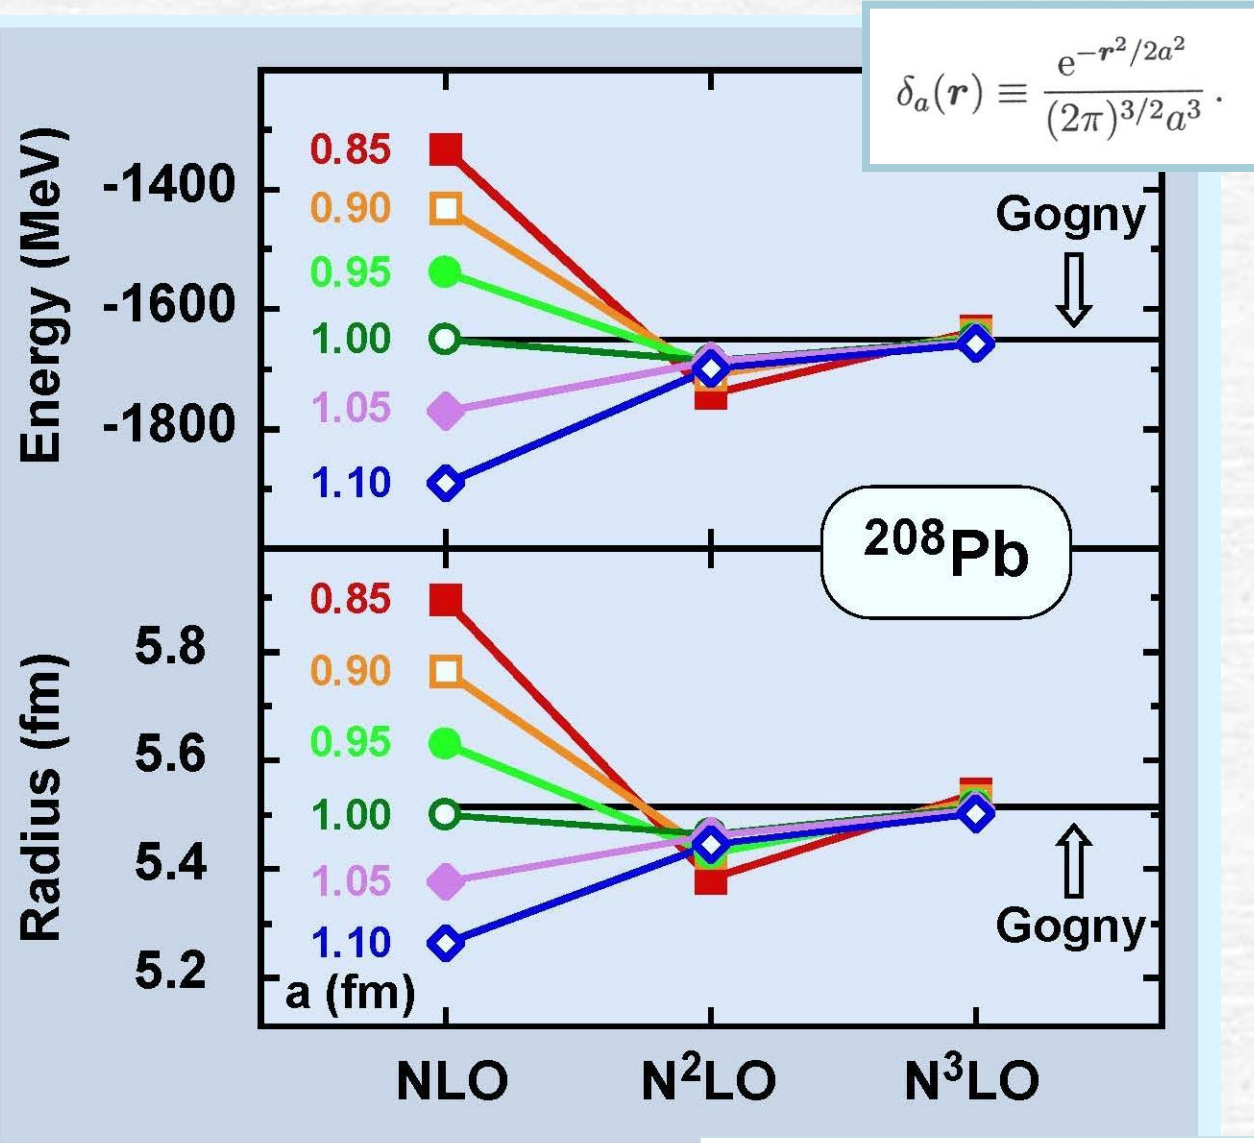 δₐ(r) ≡ e^{-r²/2a²} / (2π)^{3/2}a³ .
Energy (MeV)
-1400
-1600
-1800
0.85
0.90
0.95
1.00
1.05
1.10
Gogny
²⁰⁸Pb
Radius (fm)
5.8
5.6
5.4
5.2
0.85
0.90
0.95
1.00
1.05
1.10
a (fm)
Gogny
NLO N²LO N³LO